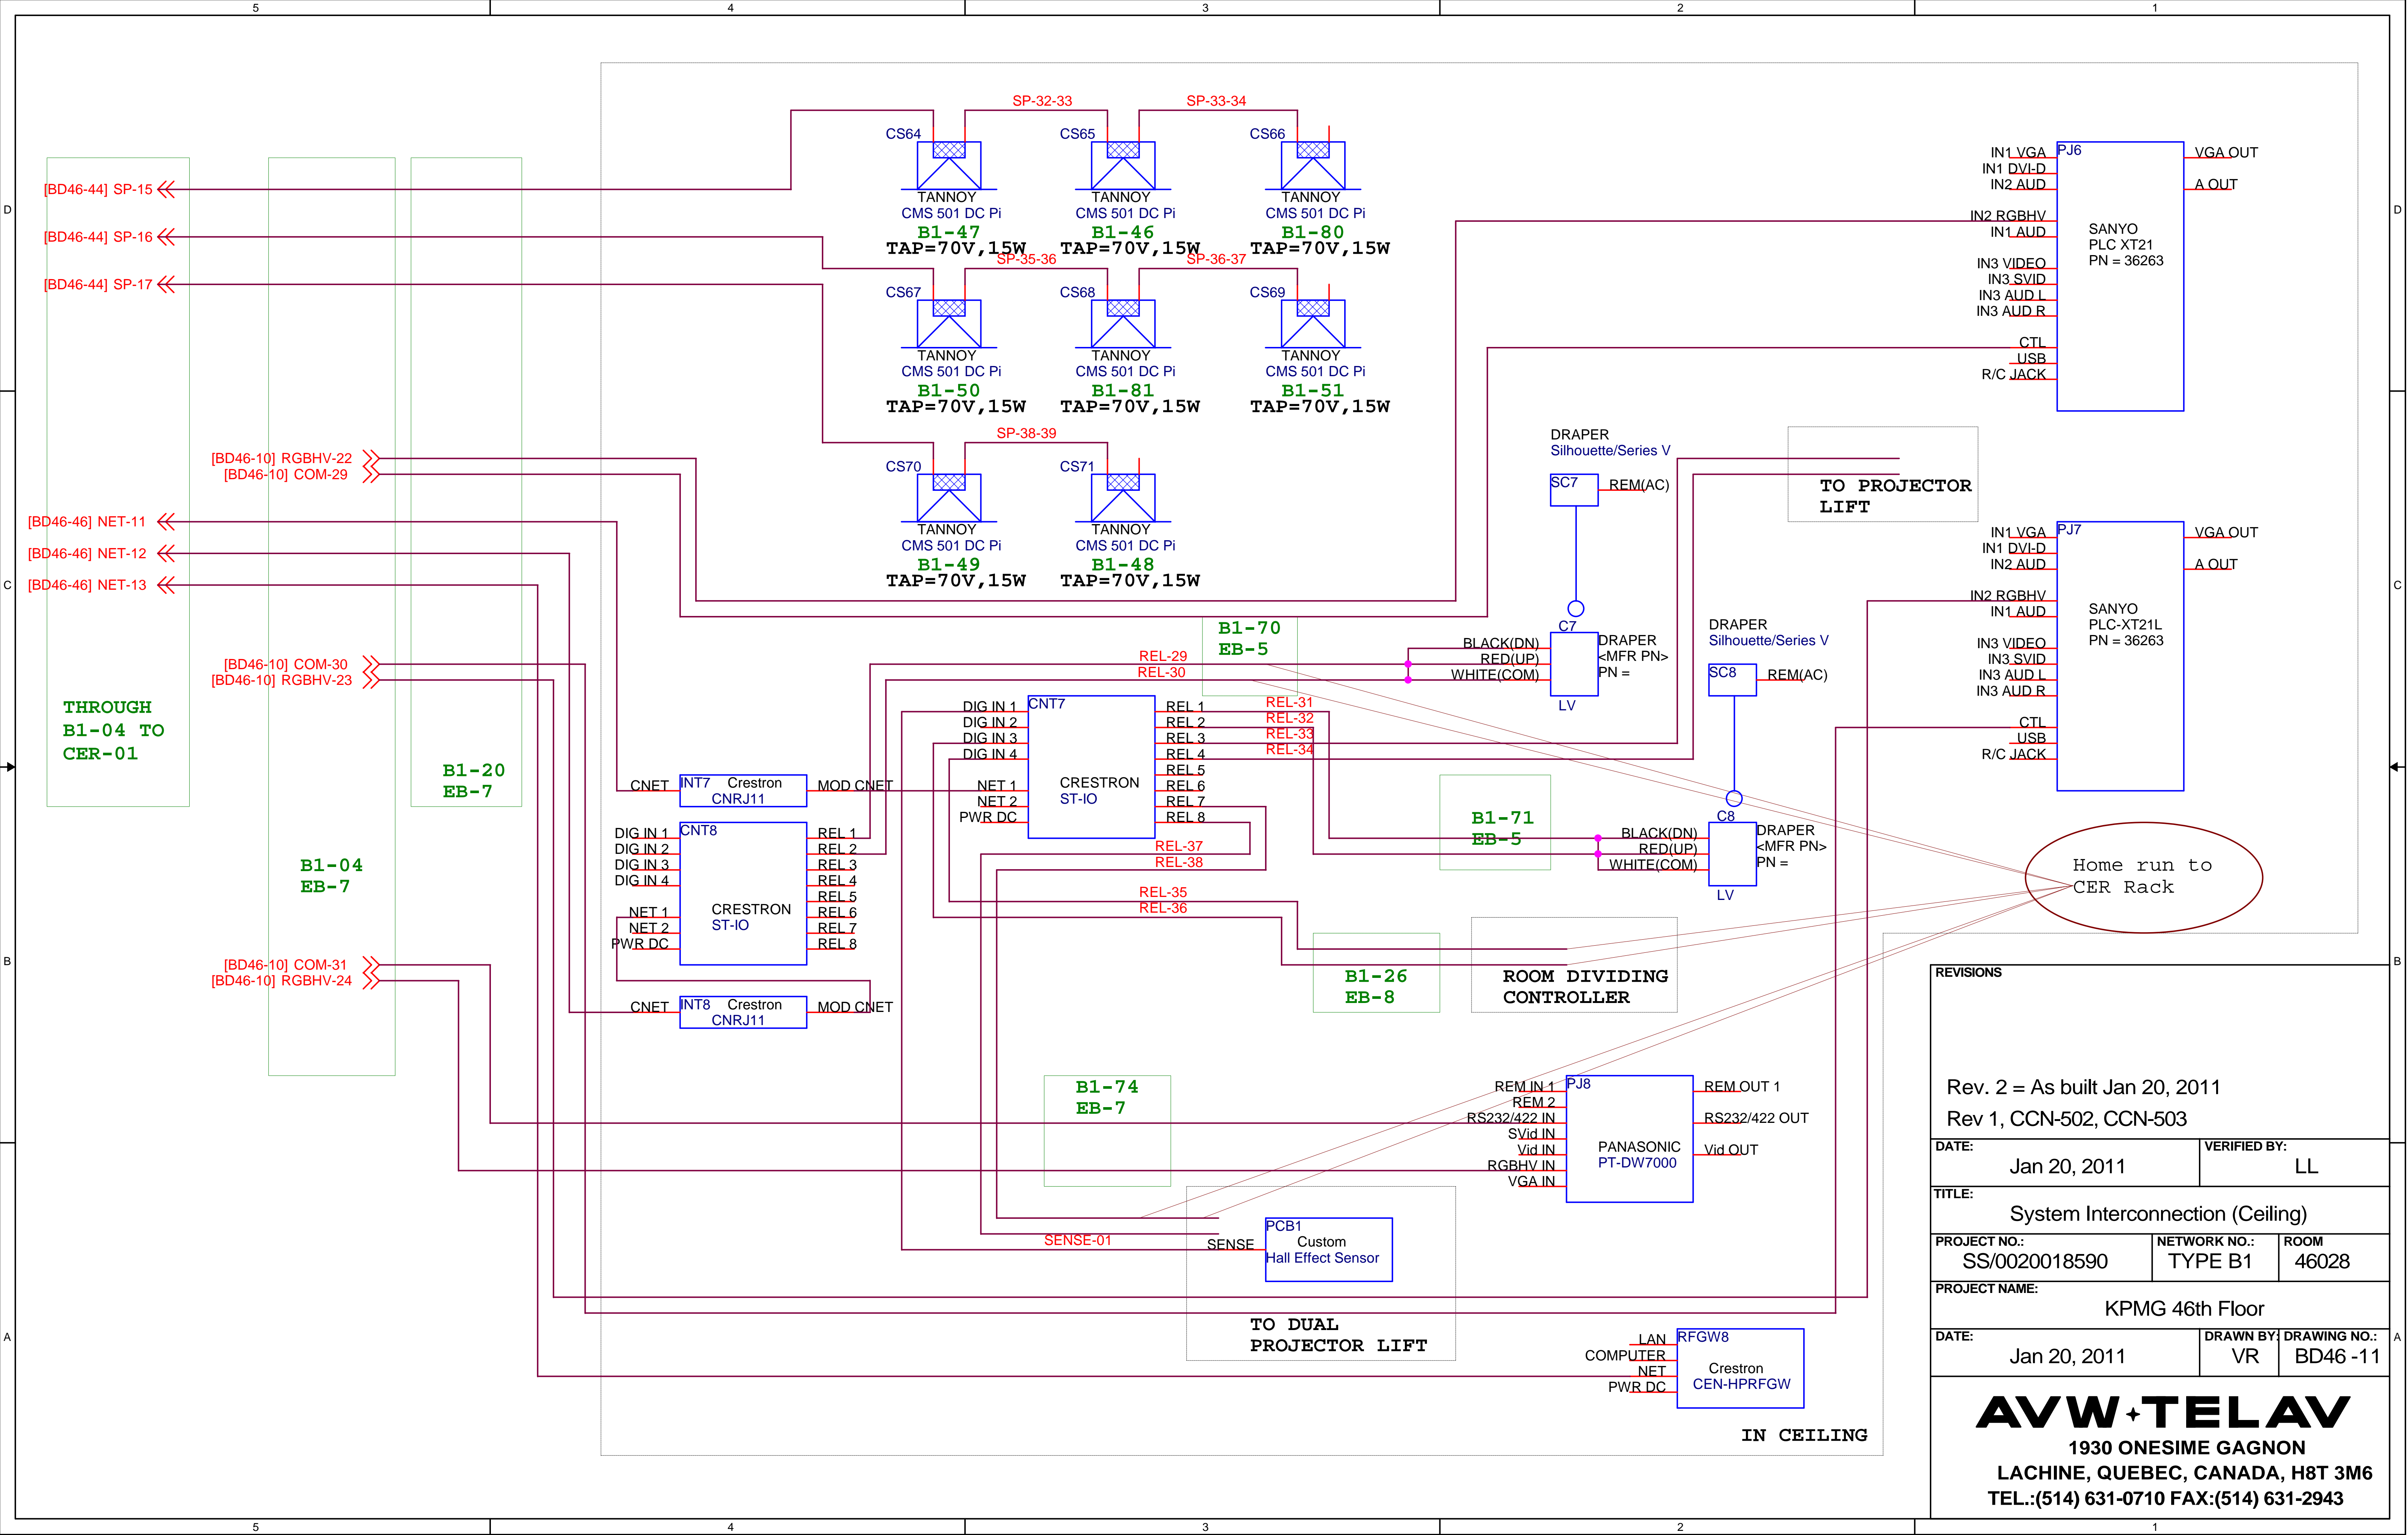 5 4 3 2 1
D
C
B
A
[BD46-44] SP-15
[BD46-44] SP-16
[BD46-44] SP-17
[BD46-10] RGBHV-22
[BD46-10] COM-29
[BD46-46] NET-11
[BD46-46] NET-12
[BD46-46] NET-13
[BD46-10] COM-30
[BD46-10] RGBHV-23
[BD46-10] COM-31
[BD46-10] RGBHV-24
THROUGH
B1-04 TO
CER-01
B1-04
EB-7
B1-20
EB-7
SP-32-33
SP-33-34
CS64
TANNOY
CMS 501 DC Pi
B1-47
TAP=70V,15W
CS65
TANNOY
CMS 501 DC Pi
B1-46
TAP=70V,15W
CS66
TANNOY
CMS 501 DC Pi
B1-80
TAP=70V,15W
SP-35-36
SP-36-37
CS67
TANNOY
CMS 501 DC Pi
B1-50
TAP=70V,15W
CS68
TANNOY
CMS 501 DC Pi
B1-81
TAP=70V,15W
CS69
TANNOY
CMS 501 DC Pi
B1-51
TAP=70V,15W
SP-38-39
CS70
TANNOY
CMS 501 DC Pi
B1-49
TAP=70V,15W
CS71
TANNOY
CMS 501 DC Pi
B1-48
TAP=70V,15W
PJ6
IN1 VGA
IN1 DVI-D
IN2 AUD
IN2 RGBHV
IN1 AUD
IN3 VIDEO
IN3 SVID
IN3 AUD L
IN3 AUD R
CTL
USB
R/C JACK
VGA OUT
A OUT
SANYO
PLC XT21
PN = 36263
DRAPER
Silhouette/Series V
SC7
REM(AC)
TO PROJECTOR
LIFT
PJ7
IN1 VGA
IN1 DVI-D
IN2 AUD
IN2 RGBHV
IN1 AUD
IN3 VIDEO
IN3 SVID
IN3 AUD L
IN3 AUD R
CTL
USB
R/C JACK
VGA OUT
A OUT
SANYO
PLC-XT21L
PN = 36263
C7
BLACK(DN)
RED(UP)
WHITE(COM)
DRAPER
<MFR PN>
PN =
LV
DRAPER
Silhouette/Series V
SC8
REM(AC)
C8
BLACK(DN)
RED(UP)
WHITE(COM)
DRAPER
<MFR PN>
PN =
LV
B1-70
EB-5
REL-29
REL-30
CNT7
DIG IN 1
DIG IN 2
DIG IN 3
DIG IN 4
NET 1
NET 2
PWR DC
CRESTRON
ST-IO
REL 1
REL 2
REL 3
REL 4
REL 5
REL 6
REL 7
REL 8
REL-31
REL-32
REL-33
REL-34
CNET
INT7 Crestron
CNRJ11
MOD CNET
CNT8
DIG IN 1
DIG IN 2
DIG IN 3
DIG IN 4
NET 1
NET 2
PWR DC
CRESTRON
ST-IO
REL 1
REL 2
REL 3
REL 4
REL 5
REL 6
REL 7
REL 8
CNET
INT8 Crestron
CNRJ11
MOD CNET
REL-37
REL-38
REL-35
REL-36
B1-71
EB-5
Home run to
CER Rack
B1-26
EB-8
ROOM DIVIDING
CONTROLLER
B1-74
EB-7
PJ8
REM IN 1
REM 2
RS232/422 IN
SVid IN
Vid IN
RGBHV IN
VGA IN
PANASONIC
PT-DW7000
REM OUT 1
RS232/422 OUT
Vid OUT
SENSE-01
SENSE
PCB1
Custom
Hall Effect Sensor
TO DUAL
PROJECTOR LIFT
LAN
COMPUTER
NET
PWR DC
RFGW8
Crestron
CEN-HPRFGW
IN CEILING
REVISIONS
Rev. 2 = As built Jan 20, 2011
Rev 1, CCN-502, CCN-503
DATE:
Jan 20, 2011
VERIFIED BY:
LL
TITLE:
System Interconnection (Ceiling)
PROJECT NO.:
SS/0020018590
NETWORK NO.:
TYPE B1
ROOM
46028
PROJECT NAME:
KPMG 46th Floor
DATE:
Jan 20, 2011
DRAWN BY:
VR
DRAWING NO.:
BD46 -11
AVW+TELAV
1930 ONESIME GAGNON
LACHINE, QUEBEC, CANADA, H8T 3M6
TEL.:(514) 631-0710 FAX:(514) 631-2943
D
C
B
A
5 4 3 2 1